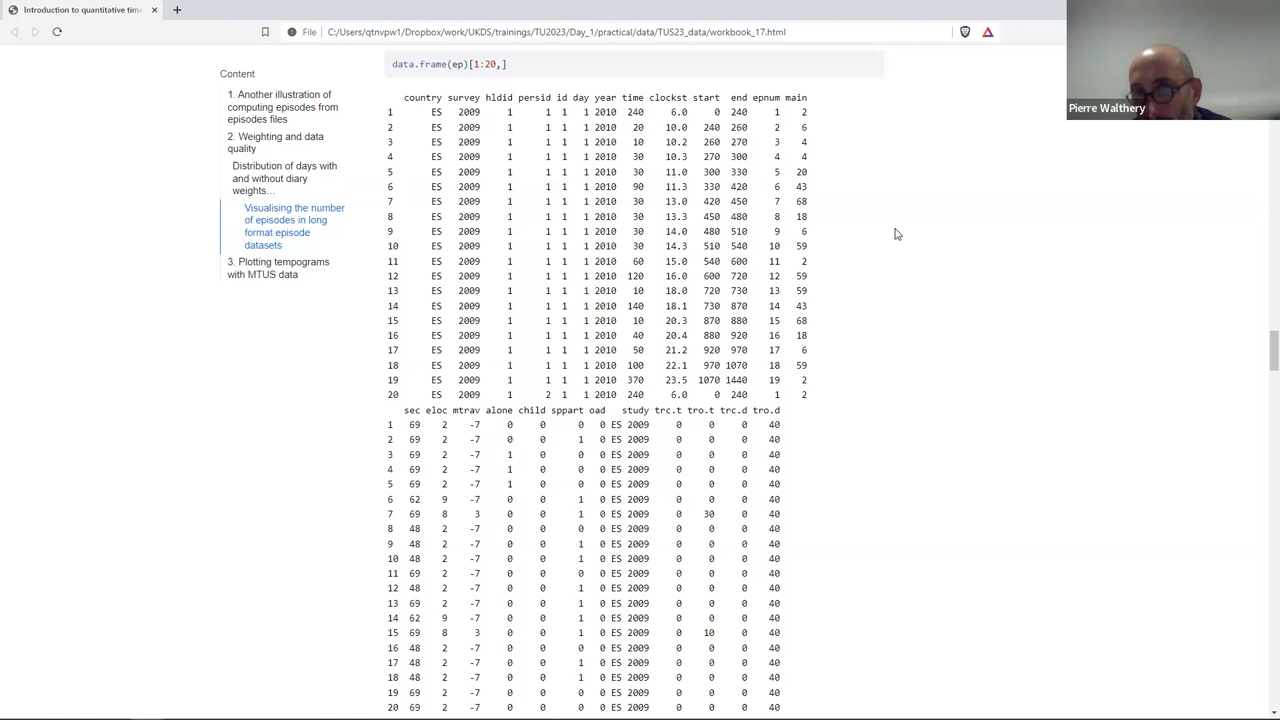 Introduction to quantitative tim
File C:/Users/qtnvpw1/Dropbox/work/UKDS/trainings/TU2023/Day_1/practical/data/TUS23_data/workbook_17.html
Pierre Walthery
Content
1. Another illustration of
computing episodes from
episodes files
2. Weighting and data
quality
Distribution of days with
and without diary
weights…
Visualising the number
of episodes in long
format episode
datasets
3. Plotting tempograms
with MTUS data
data.frame(ep)[1:20,]
country survey hldid persid id day year time clockst start end epnum main
1 ES 2009 1 1 1 1 2010 240 6.0 0 240 1 2
2 ES 2009 1 1 1 1 2010 20 10.0 240 260 2 6
3 ES 2009 1 1 1 1 2010 10 10.2 260 270 3 4
4 ES 2009 1 1 1 1 2010 30 10.3 270 300 4 4
5 ES 2009 1 1 1 1 2010 30 11.0 300 330 5 20
6 ES 2009 1 1 1 1 2010 90 11.3 330 420 6 43
7 ES 2009 1 1 1 1 2010 30 13.0 420 450 7 68
8 ES 2009 1 1 1 1 2010 30 13.3 450 480 8 18
9 ES 2009 1 1 1 1 2010 30 14.0 480 510 9 6
10 ES 2009 1 1 1 1 2010 30 14.3 510 540 10 59
11 ES 2009 1 1 1 1 2010 60 15.0 540 600 11 2
12 ES 2009 1 1 1 1 2010 120 16.0 600 720 12 59
13 ES 2009 1 1 1 1 2010 10 18.0 720 730 13 59
14 ES 2009 1 1 1 1 2010 140 18.1 730 870 14 43
15 ES 2009 1 1 1 1 2010 10 20.3 870 880 15 68
16 ES 2009 1 1 1 1 2010 40 20.4 880 920 16 18
17 ES 2009 1 1 1 1 2010 50 21.2 920 970 17 6
18 ES 2009 1 1 1 1 2010 100 22.1 970 1070 18 59
19 ES 2009 1 1 1 1 2010 370 23.5 1070 1440 19 2
20 ES 2009 1 2 1 1 2010 240 6.0 0 240 1 2
sec eloc mtrav alone child sppart oad study trc.t tro.t trc.d tro.d
1 69 2 -7 0 0 0 0 ES 2009 0 0 0 40
2 69 2 -7 0 0 1 0 ES 2009 0 0 0 40
3 69 2 -7 1 0 0 0 ES 2009 0 0 0 40
4 69 2 -7 1 0 0 0 ES 2009 0 0 0 40
5 69 2 -7 1 0 0 0 ES 2009 0 0 0 40
6 62 9 -7 0 0 1 0 ES 2009 0 0 0 40
7 69 8 3 0 0 1 0 ES 2009 0 30 0 40
8 48 2 -7 0 0 0 0 ES 2009 0 0 0 40
9 48 2 -7 0 0 1 0 ES 2009 0 0 0 40
10 48 2 -7 0 0 1 0 ES 2009 0 0 0 40
11 69 2 -7 0 0 0 0 ES 2009 0 0 0 40
12 48 2 -7 0 0 1 0 ES 2009 0 0 0 40
13 69 2 -7 0 0 1 0 ES 2009 0 0 0 40
14 62 9 -7 0 0 1 0 ES 2009 0 0 0 40
15 69 8 3 0 0 1 0 ES 2009 0 10 0 40
16 48 2 -7 0 0 0 0 ES 2009 0 0 0 40
17 48 2 -7 0 0 1 0 ES 2009 0 0 0 40
18 48 2 -7 0 0 1 0 ES 2009 0 0 0 40
19 69 2 -7 0 0 0 0 ES 2009 0 0 0 40
20 69 2 -7 0 0 0 0 ES 2009 0 0 0 40